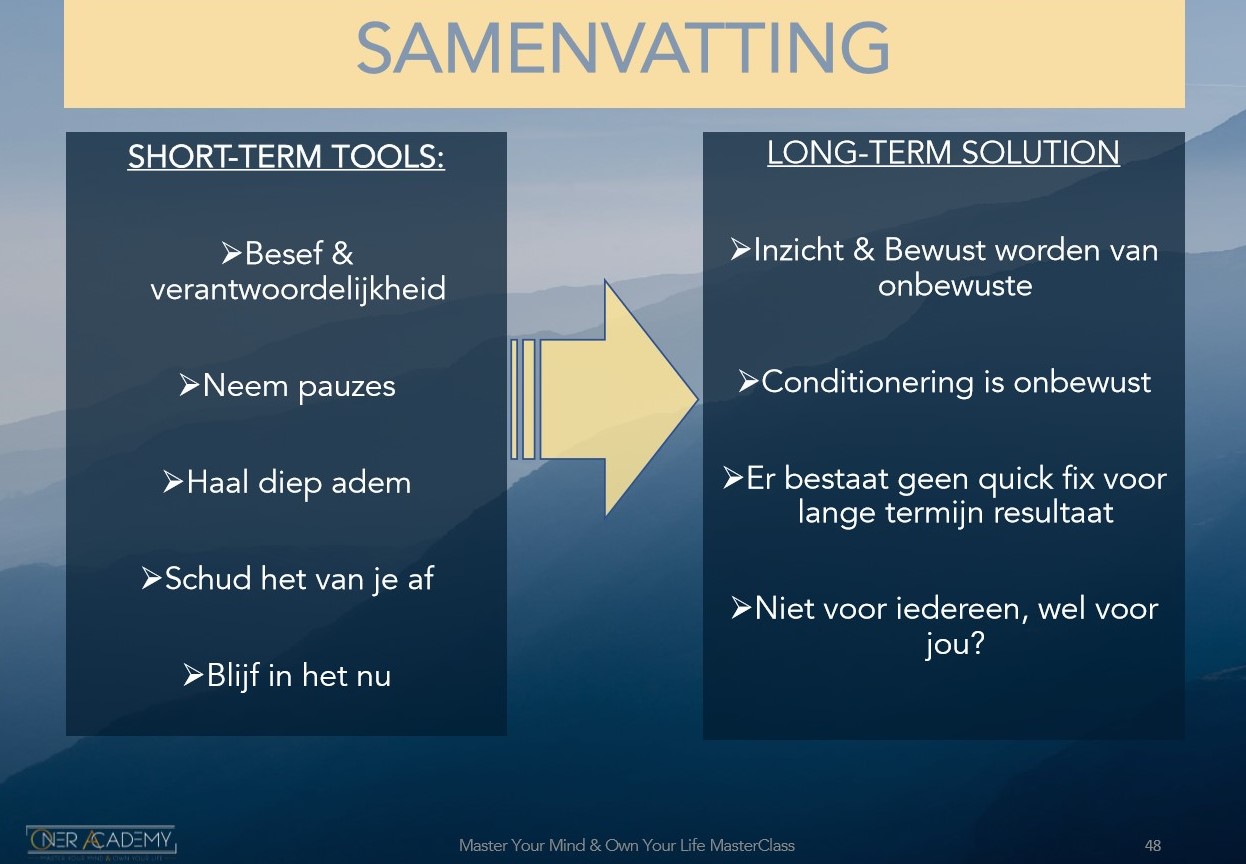 SAMENVATTING
SHORT-TERM TOOLS:
➢Besef &
verantwoordelijkheid
➢Neem pauzes
➢Haal diep adem
➢Schud het van je af
➢Blijf in het nu
LONG-TERM SOLUTION
➢Inzicht & Bewust worden van
onbewuste
➢Conditionering is onbewust
➢Er bestaat geen quick fix voor
lange termijn resultaat
➢Niet voor iedereen, wel voor
jou?
ONER ACADEMY
MASTER YOUR MIND & OWN YOUR LIFE
Master Your Mind & Own Your Life MasterClass
48